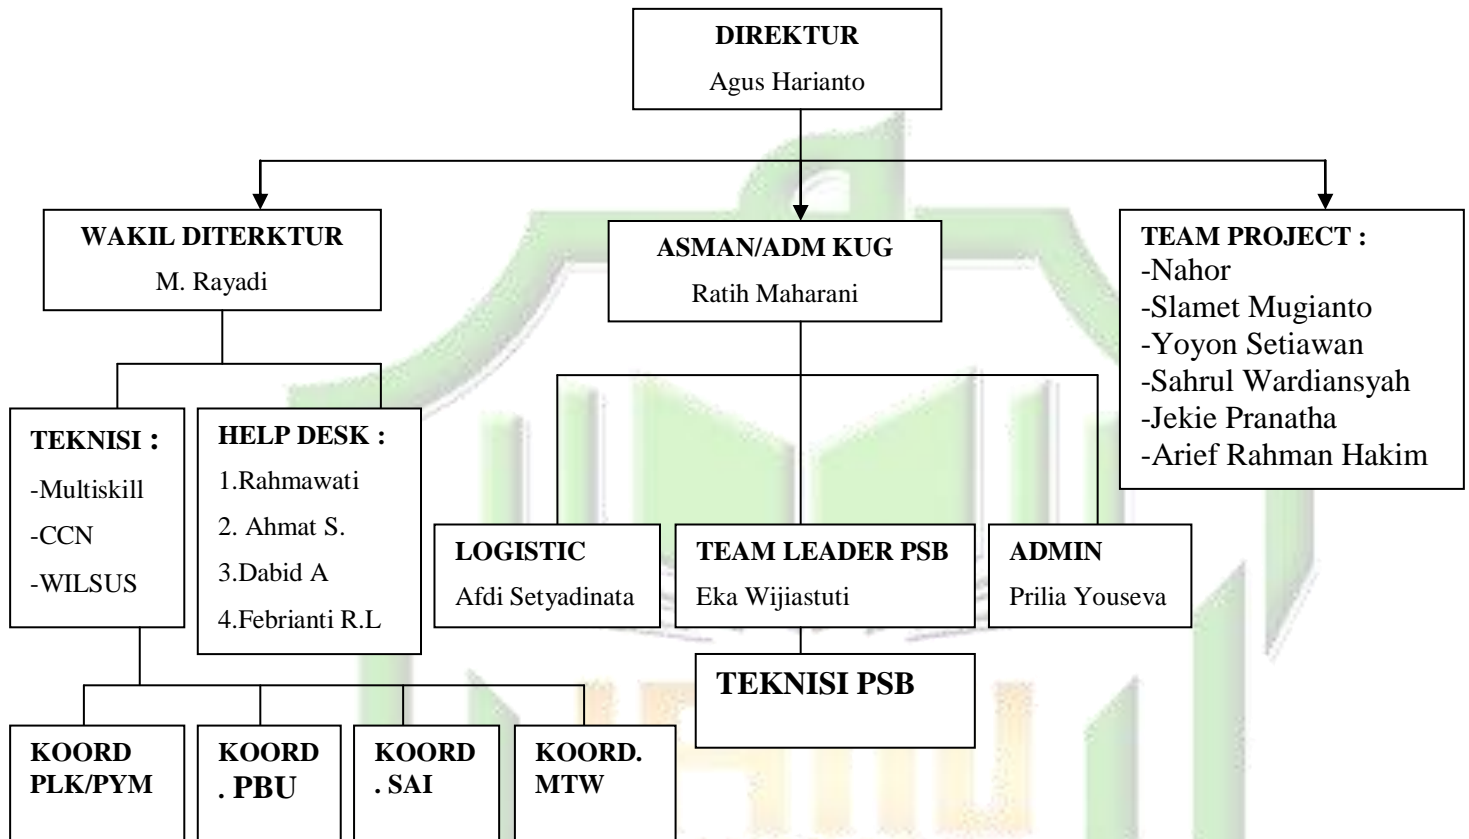 DIREKTUR
Agus Harianto
WAKIL DITERKTUR
M. Rayadi
ASMAN/ADM KUG
Ratih Maharani
TEAM PROJECT :
-Nahor
-Slamet Mugianto
-Yoyon Setiawan
-Sahrul Wardiansyah
-Jekie Pranatha
-Arief Rahman Hakim
TEKNISI :
-Multiskill
-CCN
-WILSUS
HELP DESK :
1.Rahmawati
2. Ahmat S.
3.Dabid A
4.Febrianti R.L
LOGISTIC
Afdi Setyadinata
TEAM LEADER PSB
Eka Wijiastuti
ADMIN
Prilia Youseva
TEKNISI PSB
KOORD
PLK/PYM
KOORD
. PBU
KOORD
. SAI
KOORD.
MTW